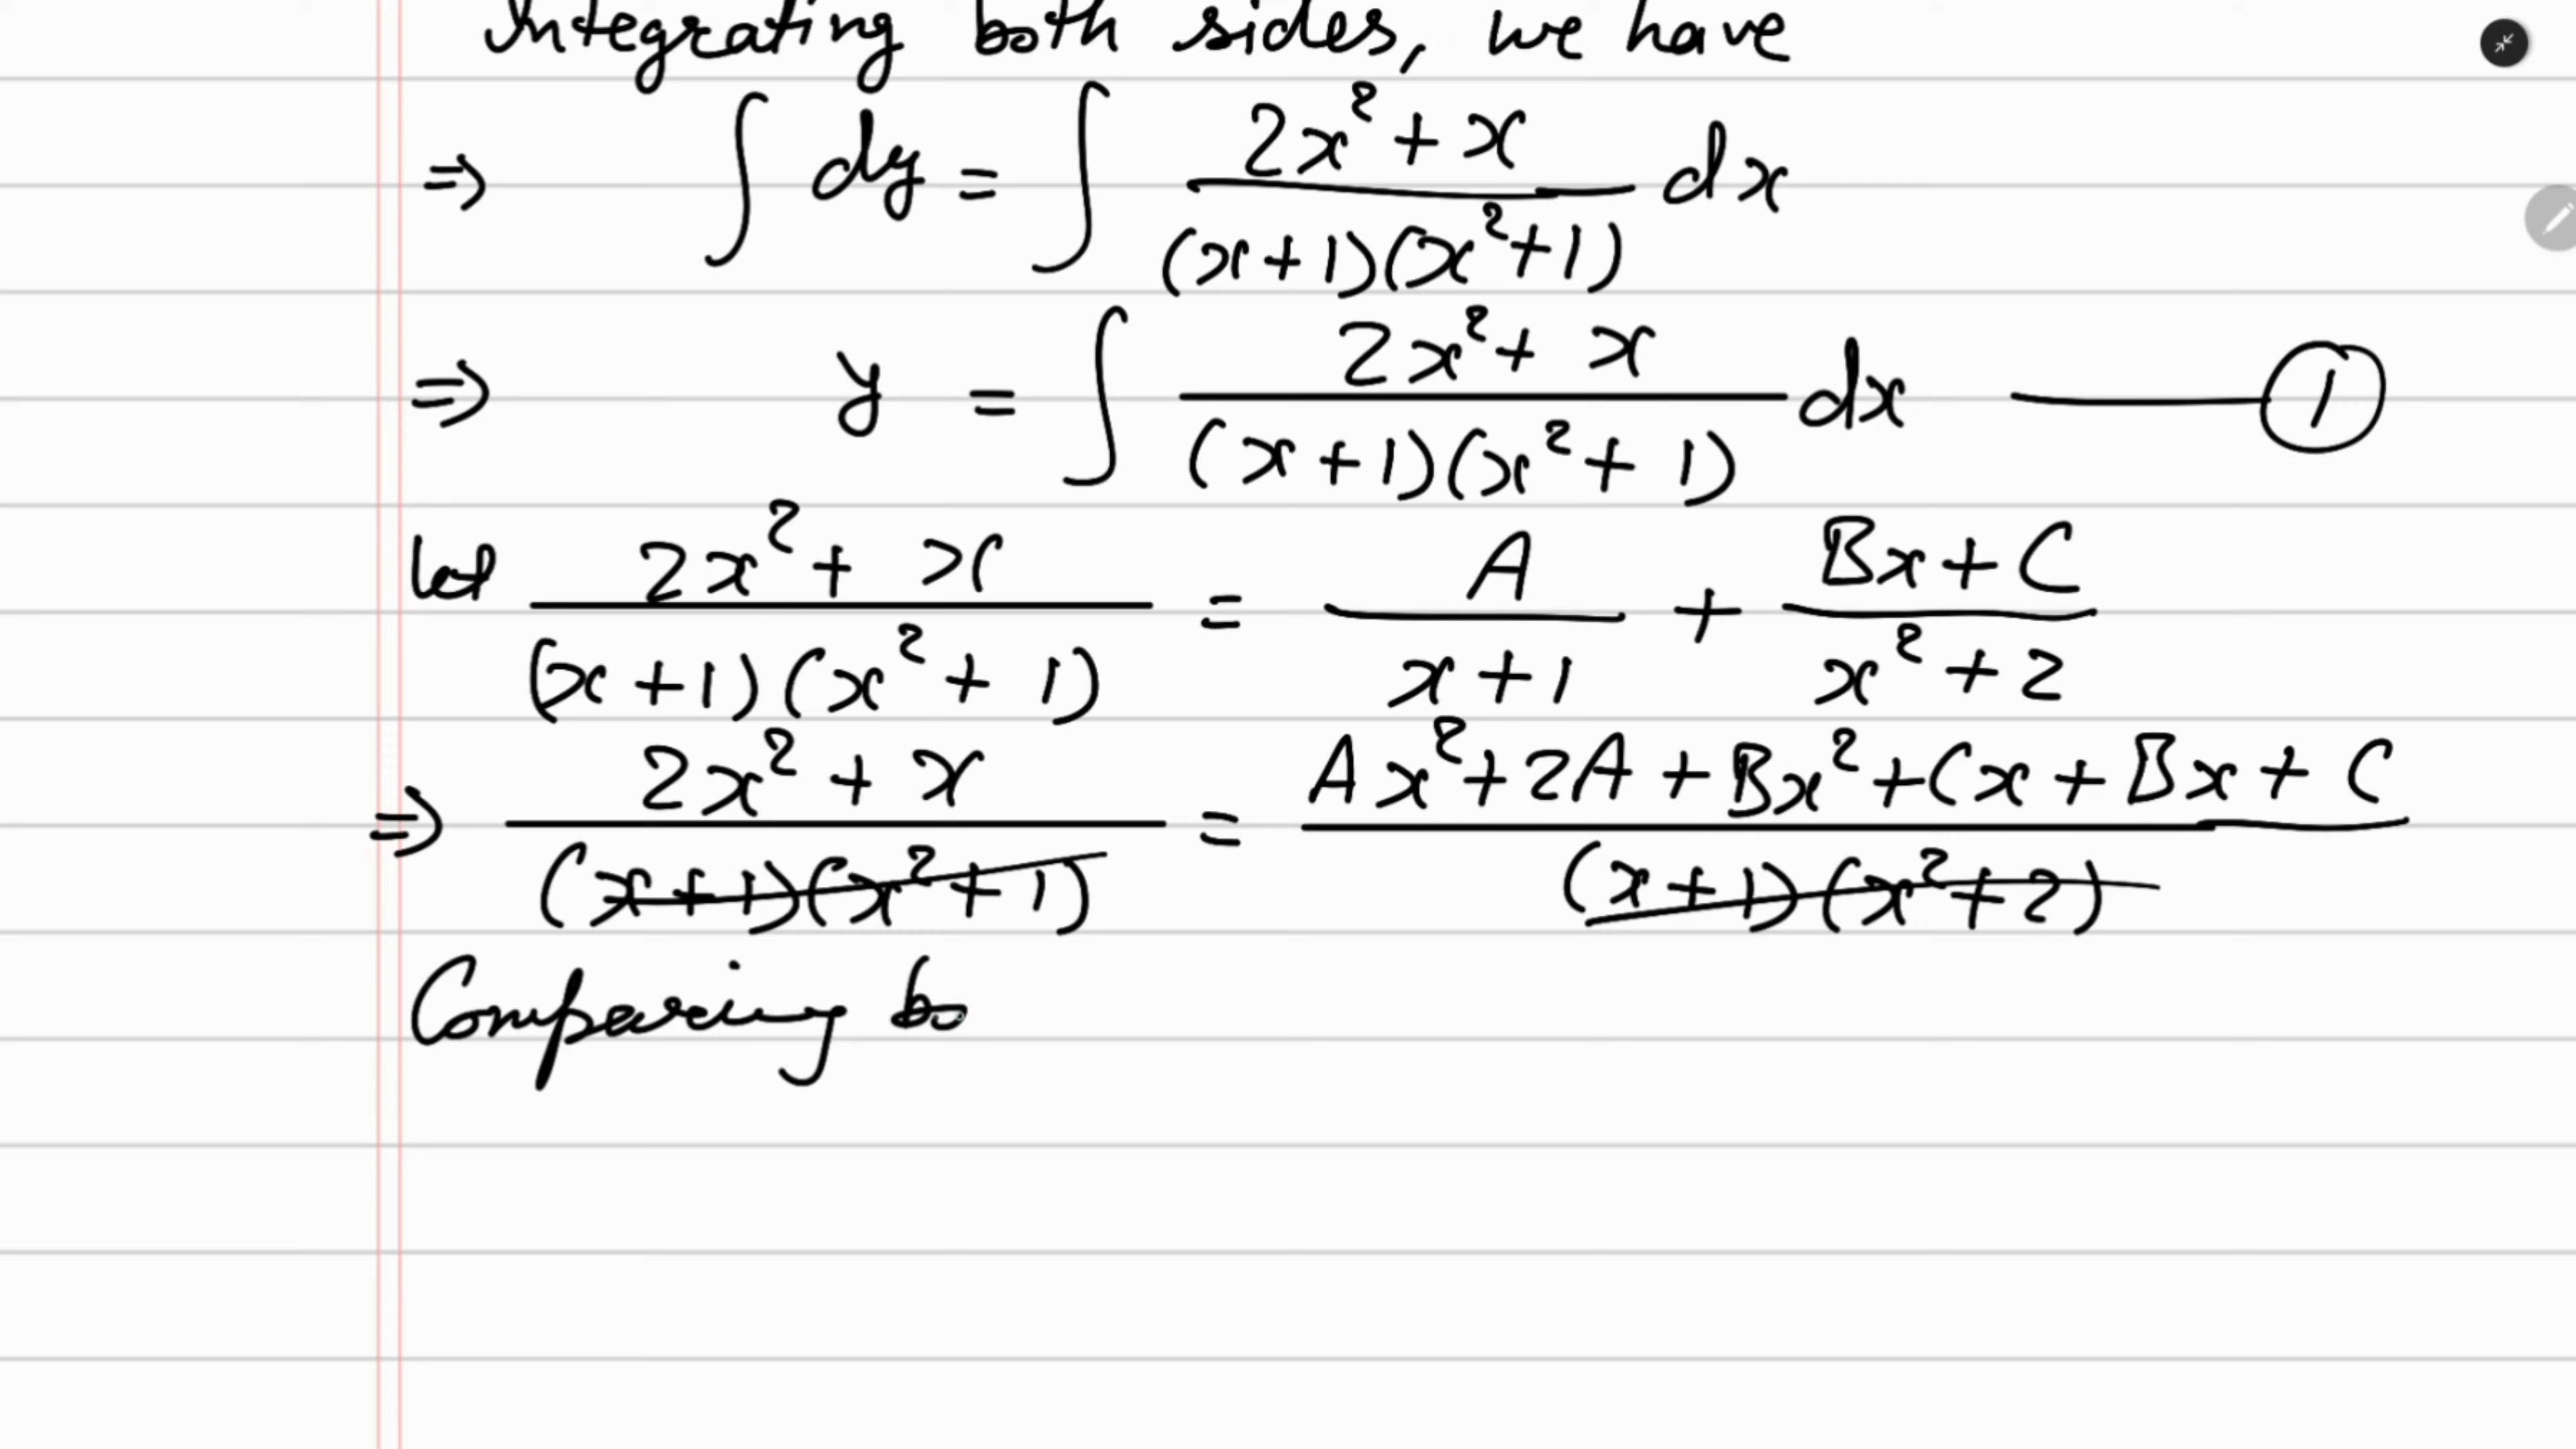 Integrating both sides, we have
⇒ ∫ dy = ∫ (2x² + x) / ((x+1)(x²+1)) dx
⇒ y = ∫ (2x² + x) / ((x+1)(x²+1)) dx —— ①
Let (2x² + x) / ((x+1)(x²+1)) = A / (x+1) + (Bx + C) / (x²+2)
⇒ (2x² + x) / ((x+1)(x²+1)) = (Ax² + 2A + Bx² + Cx + Bx + C) / ((x+1)(x²+2))
Comparing bo